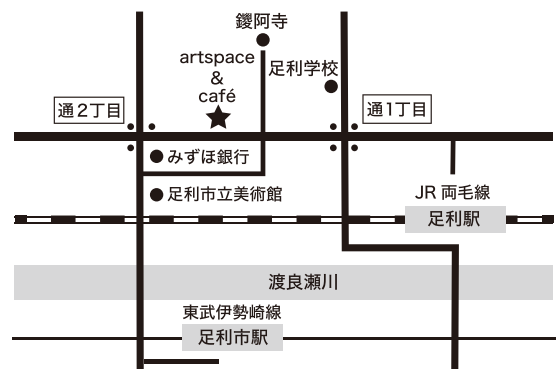 鑁阿寺
artspace
&
café
足利学校
通2丁目
通1丁目
みずほ銀行
足利市立美術館
JR 両毛線
足利駅
渡良瀬川
東武伊勢崎線
足利市駅